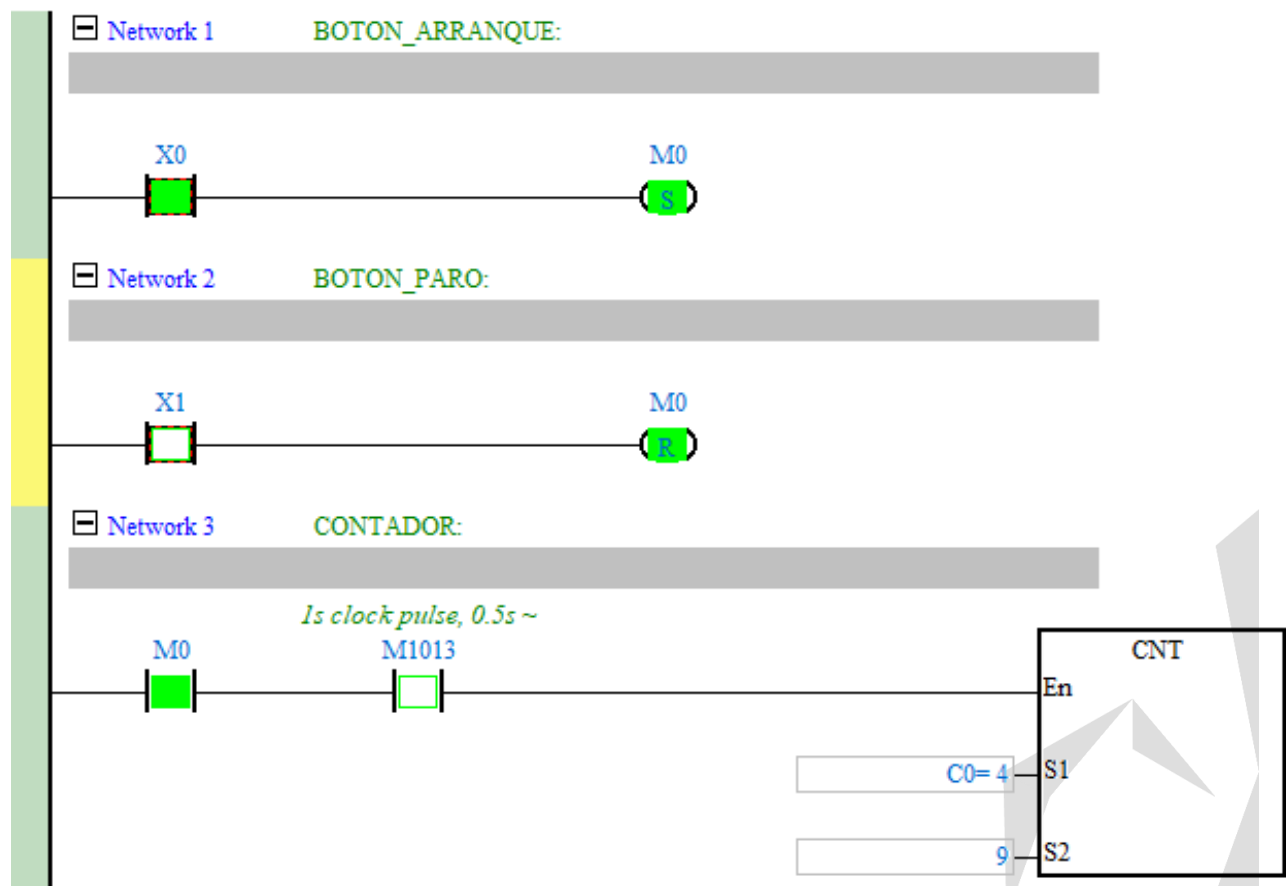 Network 1 BOTON_ARRANQUE:
X0 M0
S
Network 2 BOTON_PARO:
X1 M0
R
Network 3 CONTADOR:
1s clock pulse, 0.5s ~
M0 M1013 CNT
En
C0= 4 S1
9 S2